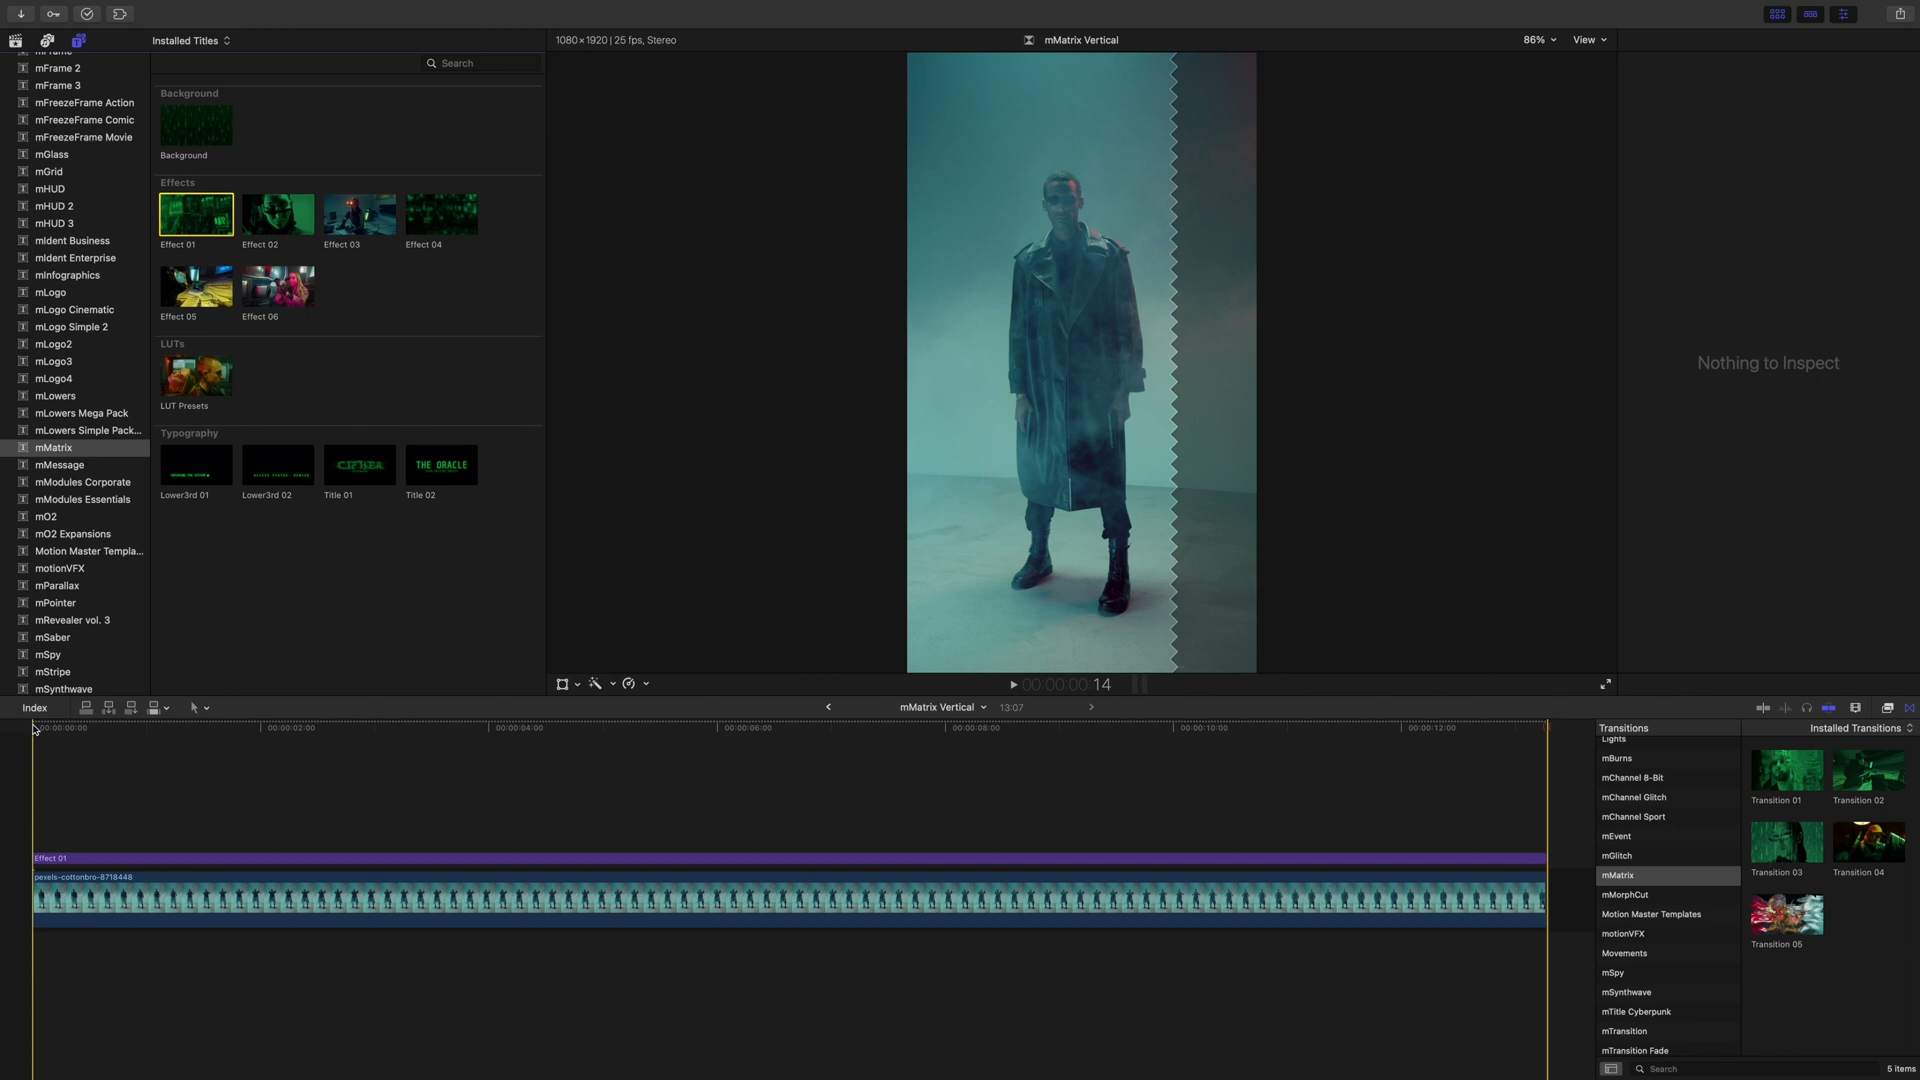 Installed Titles
1080×1920 | 25 fps, Stereo
mMatrix Vertical
86%
View
Search
mFrame
mFrame 2
mFrame 3
mFreezeFrame Action
mFreezeFrame Comic
mFreezeFrame Movie
mGlass
mGrid
mHUD
mHUD 2
mHUD 3
mIdent Business
mIdent Enterprise
mInfographics
mLogo
mLogo Cinematic
mLogo Simple 2
mLogo2
mLogo3
mLogo4
mLowers
mLowers Mega Pack
mLowers Simple Pack...
mMatrix
mMessage
mModules Corporate
mModules Essentials
mO2
mO2 Expansions
Motion Master Templa...
motionVFX
mParallax
mPointer
mRevealer vol. 3
mSaber
mSpy
mStripe
mSynthwave
Background
Background
Effects
Effect 01
Effect 02
Effect 03
Effect 04
Effect 05
Effect 06
LUTs
LUT Presets
Typography
CIPHER
THE ORACLE
Lower3rd 01
Lower3rd 02
Title 01
Title 02
Nothing to Inspect
00:00:00:14
Index
mMatrix Vertical
13:07
00:00:00:00
00:00:02:00
00:00:04:00
00:00:06:00
00:00:08:00
00:00:10:00
00:00:12:00
Effect 01
pexels-cottonbro-8718448
Transitions
Installed Transitions
Lights
mBurns
mChannel 8-Bit
mChannel Glitch
mChannel Sport
mEvent
mGlitch
mMatrix
mMorphCut
Motion Master Templates
motionVFX
Movements
mSpy
mSynthwave
mTitle Cyberpunk
mTransition
mTransition Fade
Transition 01
Transition 02
Transition 03
Transition 04
Transition 05
Search
5 items